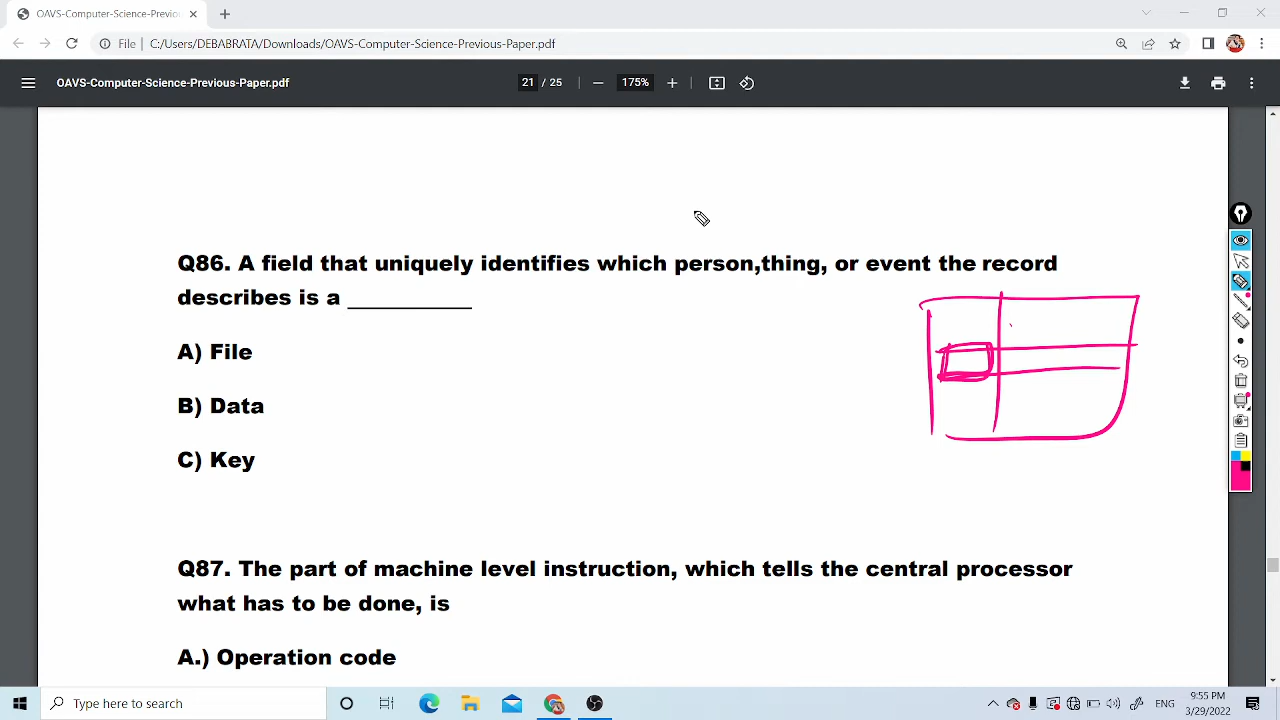 OAVS-Computer-Science-Previo
File
C:/Users/DEBABRATA/Downloads/OAVS-Computer-Science-Previous-Paper.pdf
OAVS-Computer-Science-Previous-Paper.pdf
21 / 25
175%
Q86. A field that uniquely identifies which person,thing, or event the record
describes is a __________
A) File
B) Data
C) Key
Q87. The part of machine level instruction, which tells the central processor
what has to be done, is
A.) Operation code
Type here to search
ENG
9:55 PM
3/29/2022